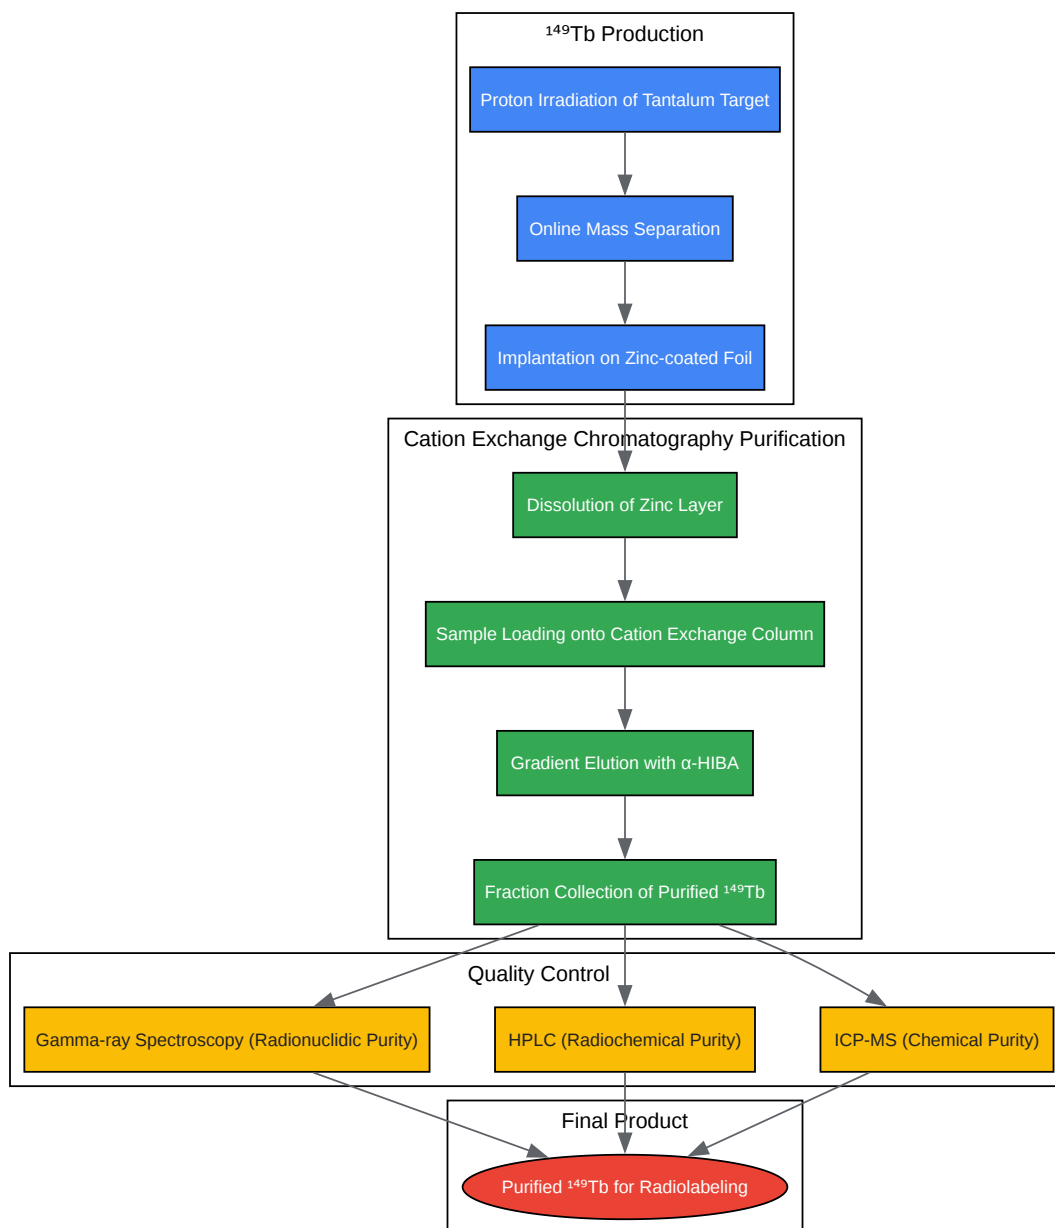 ¹⁴⁹Tb Production
Proton Irradiation of Tantalum Target
Online Mass Separation
Implantation on Zinc-coated Foil
Cation Exchange Chromatography Purification
Dissolution of Zinc Layer
Sample Loading onto Cation Exchange Column
Gradient Elution with α-HIBA
Fraction Collection of Purified ¹⁴⁹Tb
Quality Control
Gamma-ray Spectroscopy (Radionuclidic Purity)
HPLC (Radiochemical Purity)
ICP-MS (Chemical Purity)
Final Product
Purified ¹⁴⁹Tb for Radiolabeling